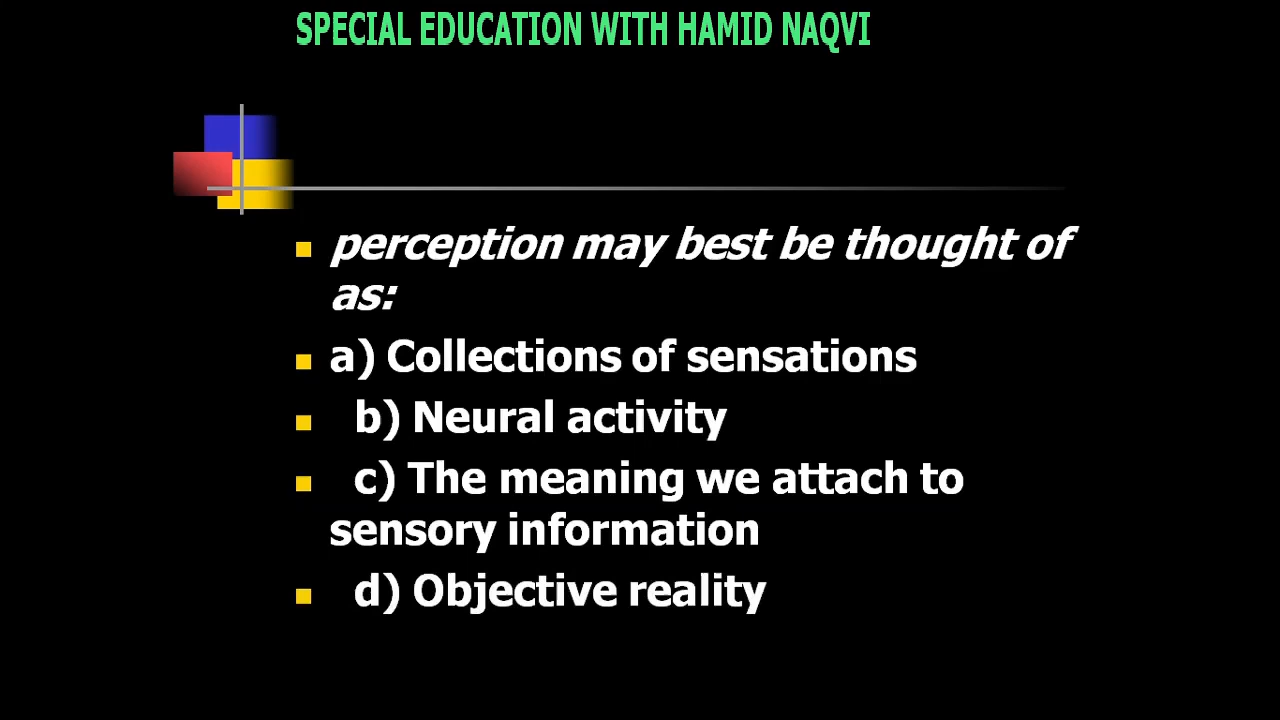 SPECIAL EDUCATION WITH HAMID NAQVI
perception may best be thought of
as:
a) Collections of sensations
b) Neural activity
c) The meaning we attach to
sensory information
d) Objective reality